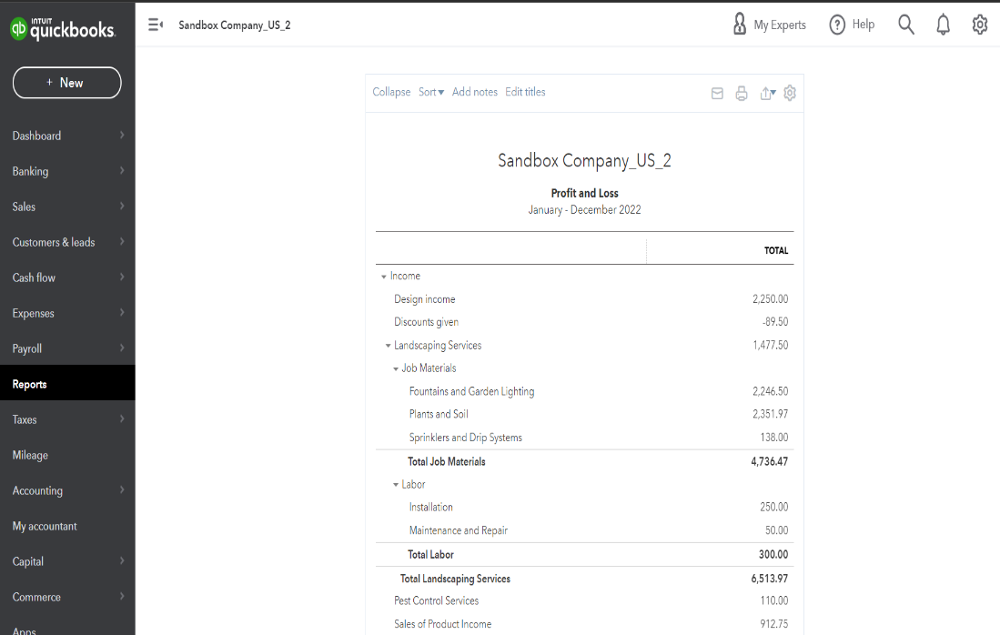 INTUIT
quickbooks.
Sandbox Company_US_2
My Experts
Help
+ New
Dashboard
Banking
Sales
Customers & leads
Cash flow
Expenses
Payroll
Reports
Taxes
Mileage
Accounting
My accountant
Capital
Commerce
Apps
Collapse Sort Add notes Edit titles
Sandbox Company_US_2
Profit and Loss
January - December 2022
TOTAL
Income
Design income 2,250.00
Discounts given -89.50
Landscaping Services 1,477.50
Job Materials
Fountains and Garden Lighting 2,246.50
Plants and Soil 2,351.97
Sprinklers and Drip Systems 138.00
Total Job Materials 4,736.47
Labor
Installation 250.00
Maintenance and Repair 50.00
Total Labor 300.00
Total Landscaping Services 6,513.97
Pest Control Services 110.00
Sales of Product Income 912.75